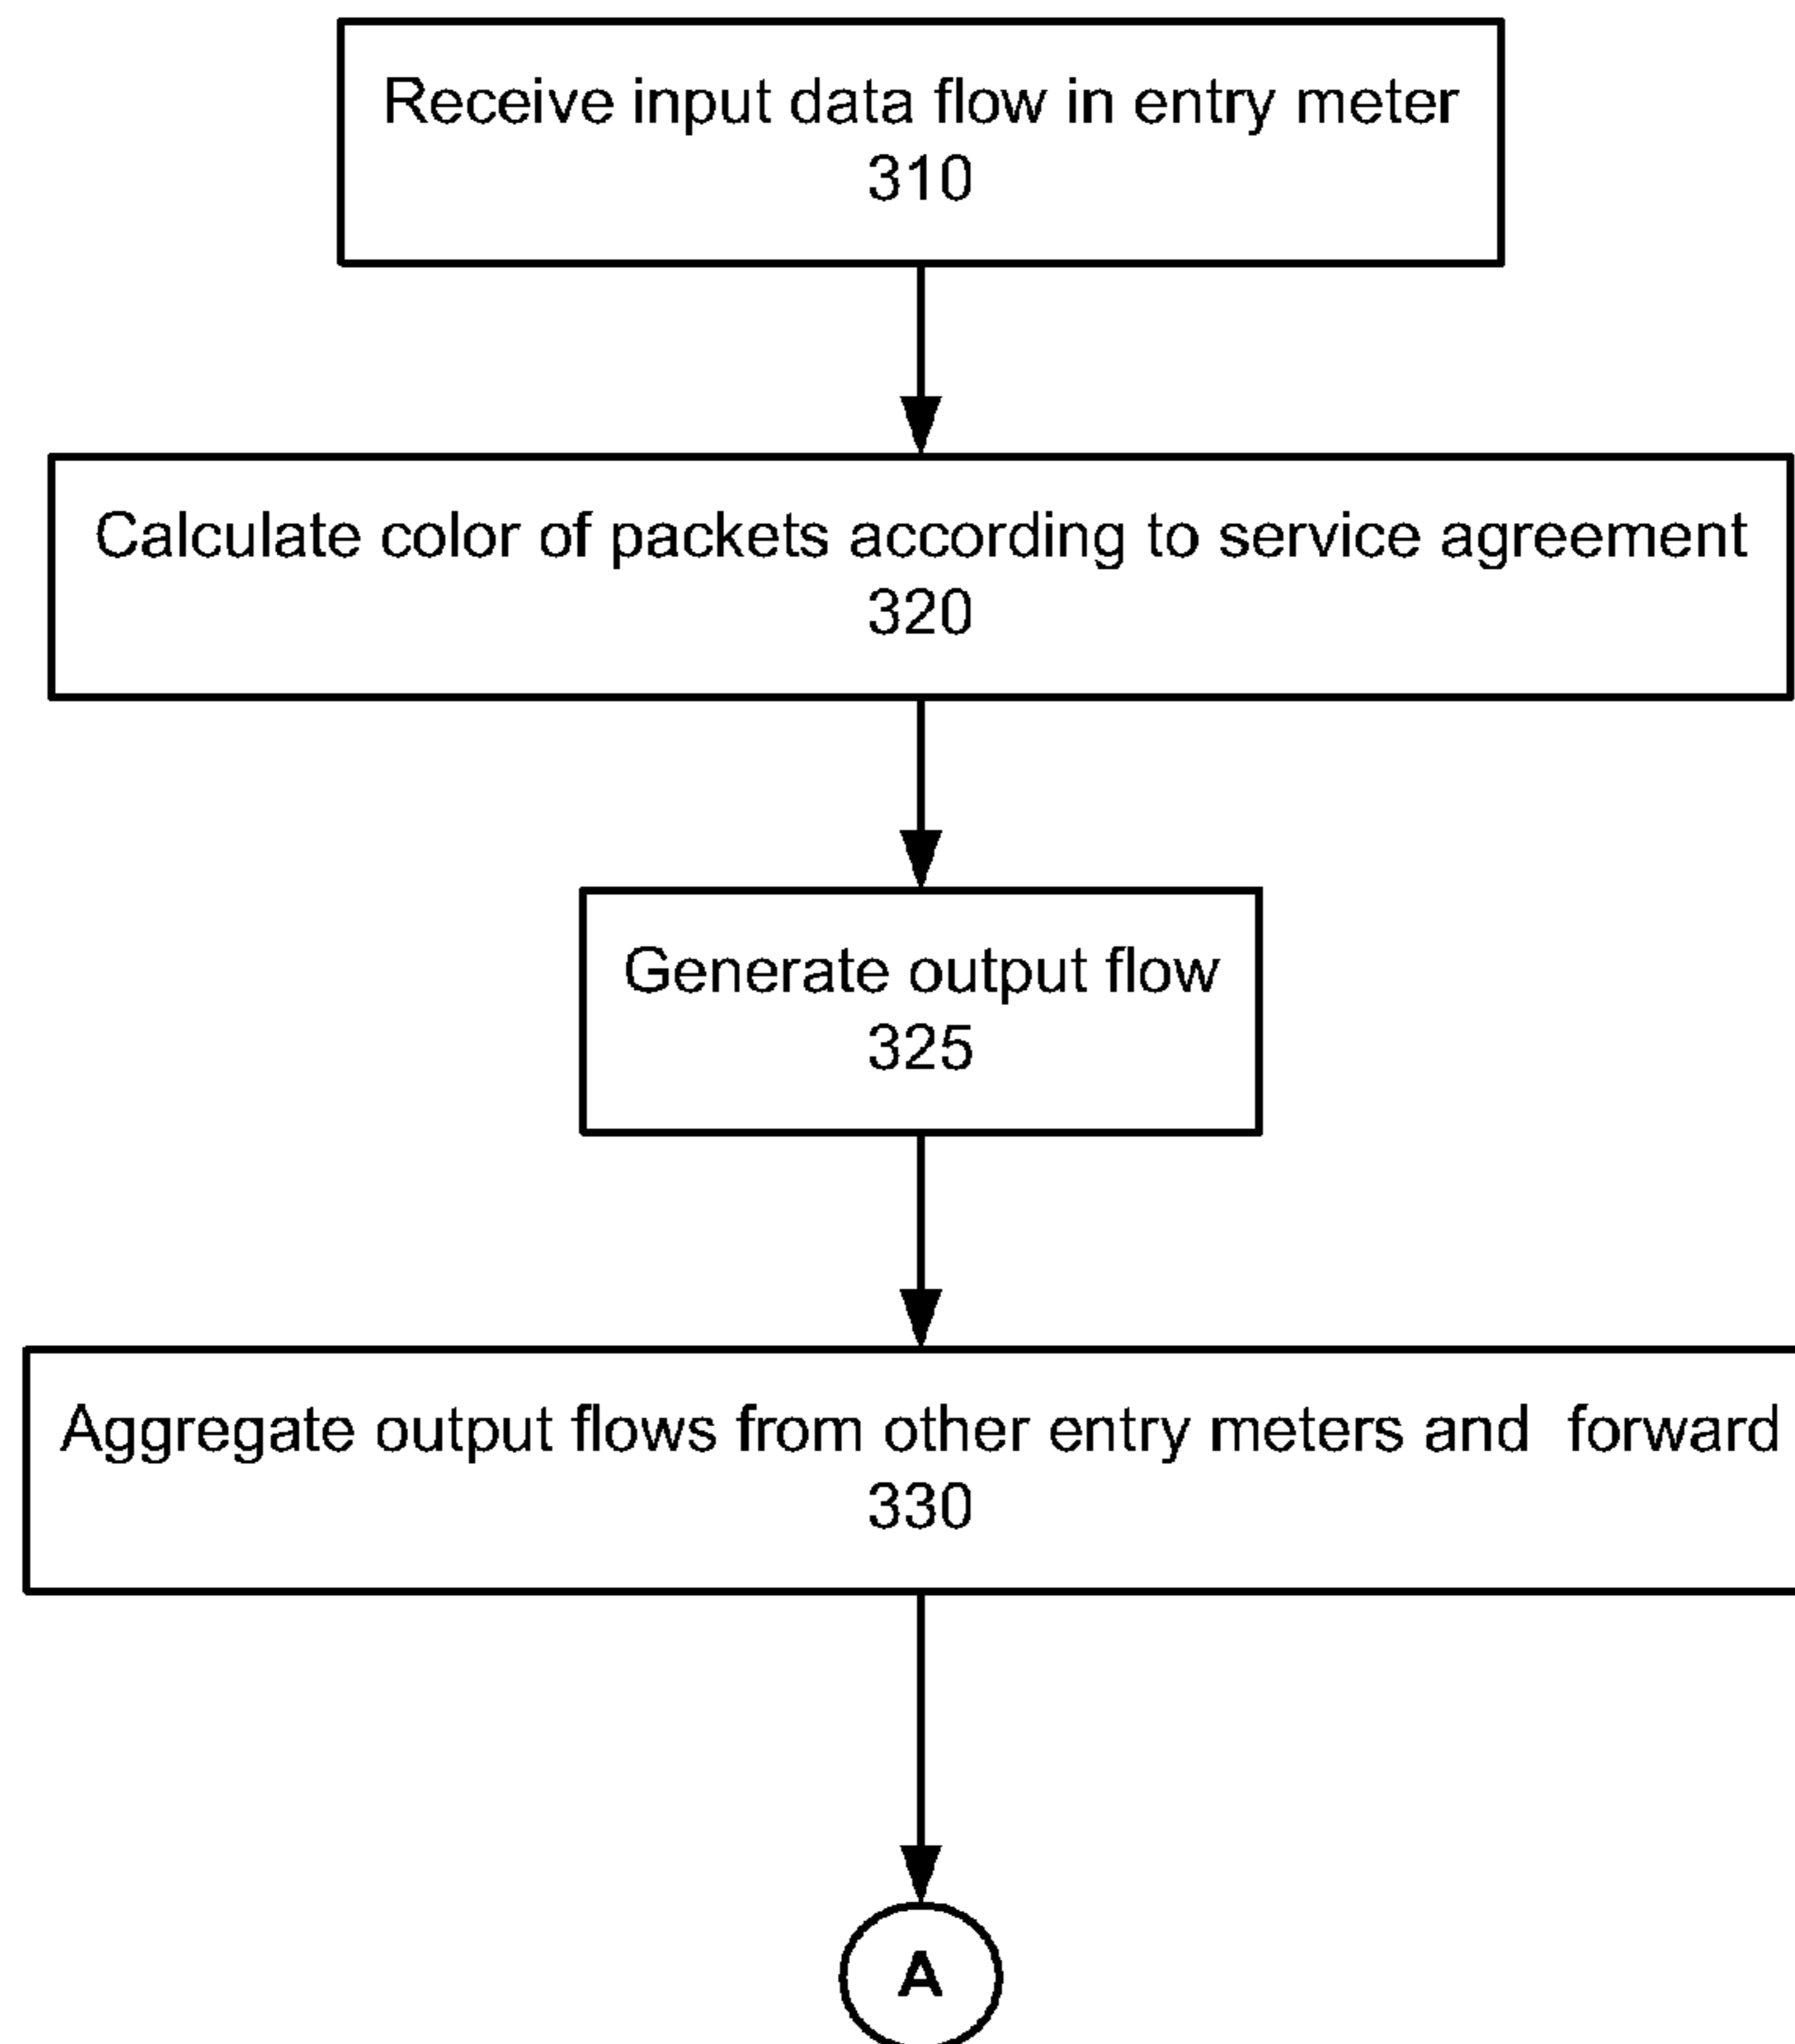 Receive input data flow in entry meter
310
Calculate color of packets according to service agreement
320
Generate output flow
325
Aggregate output flows from other entry meters and  forward
330
A